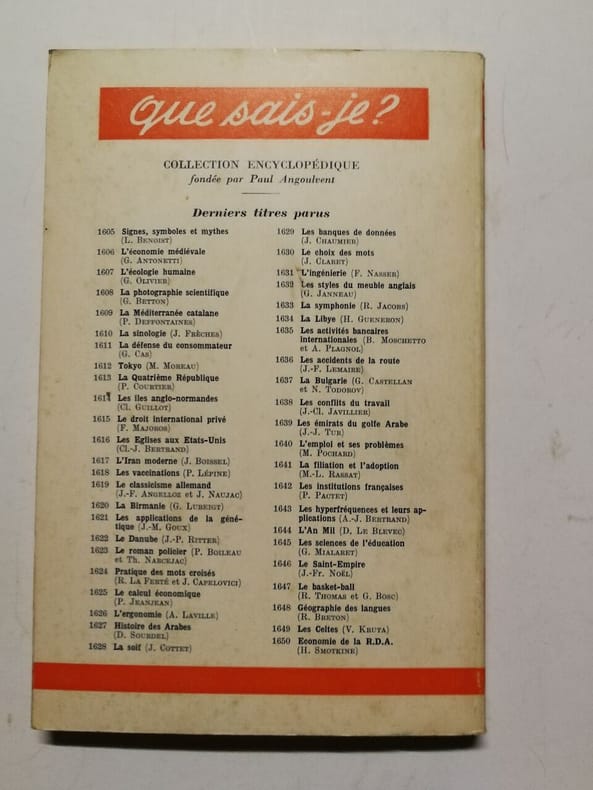 que sais-je?
COLLECTION ENCYCLOPÉDIQUE
fondée par Paul Angoulvent
Derniers titres parus
1605 Signes, symboles et mythes
(L. BENOIST)
1606 L'économie médiévale
(G. ANTONETTI)
1607 L'écologie humaine
(G. OLIVIER)
1608 La photographie scientifique
(G. BETTON)
1609 La Méditerranée catalane
(P. DEFFONTAINES)
1610 La sinologie (J. FRÈCHES)
1611 La défense du consommateur
(G. CAS)
1612 Tokyo (M. MOREAU)
1613 La Quatrième République
(P. COURTIER)
1614 Les îles anglo-normandes
(Cl. GUILLOT)
1615 Le droit international privé
(F. MAJOROS)
1616 Les Eglises aux Etats-Unis
(Cl.-J. BERTRAND)
1617 L'Iran moderne (J. BOISSEL)
1618 Les vaccinations (P. LÉPINE)
1619 Le classicisme allemand
(J.-F. ANGELLOZ et J. NAUJAC)
1620 La Birmanie (G. LUBEIGT)
1621 Les applications de la géné-
tique (J.-M. GOUX)
1622 Le Danube (J.-P. RITTER)
1623 Le roman policier (P. BOILEAU
et Th. NARCEJAC)
1624 Pratique des mots croisés
(R. LA FERTÉ et J. CAPELOVICI)
1625 Le calcul économique
(P. JEANJEAN)
1626 L'ergonomie (A. LAVILLE)
1627 Histoire des Arabes
(D. SOURDEL)
1628 La soif (J. COTTET)
1629 Les banques de données
(J. CHAUMIER)
1630 Le choix des mots
(J. CLARET)
1631 L'ingénierie (F. NASSER)
1632 Les styles du meuble anglais
(G. JANNEAU)
1633 La symphonie (R. JACOBS)
1634 La Libye (H. GUENERON)
1635 Les activités bancaires
internationales (B. MOSCHETTO
et A. PLAGNOL)
1636 Les accidents de la route
(J.-F. LEMAIRE)
1637 La Bulgarie (G. CASTELLAN
et N. TODOROV)
1638 Les conflits du travail
(J.-Cl. JAVILLIER)
1639 Les émirats du golfe Arabe
(J.-J. TUR)
1640 L'emploi et ses problèmes
(M. POCHARD)
1641 La filiation et l'adoption
(M.-L. RASSAT)
1642 Les institutions françaises
(P. PACTET)
1643 Les hyperfréquences et leurs ap-
plications (A.-J. BERTRAND)
1644 L'An Mil (D. LE BLEVEC)
1645 Les sciences de l'éducation
(G. MIALARET)
1646 Le Saint-Empire
(J.-Fr. NOËL)
1647 Le basket-ball
(R. THOMAS et G. BOSC)
1648 Géographie des langues
(R. BRETON)
1649 Les Celtes (V. KRUTA)
1650 Economie de la R.D.A.
(H. SMOTKINE)